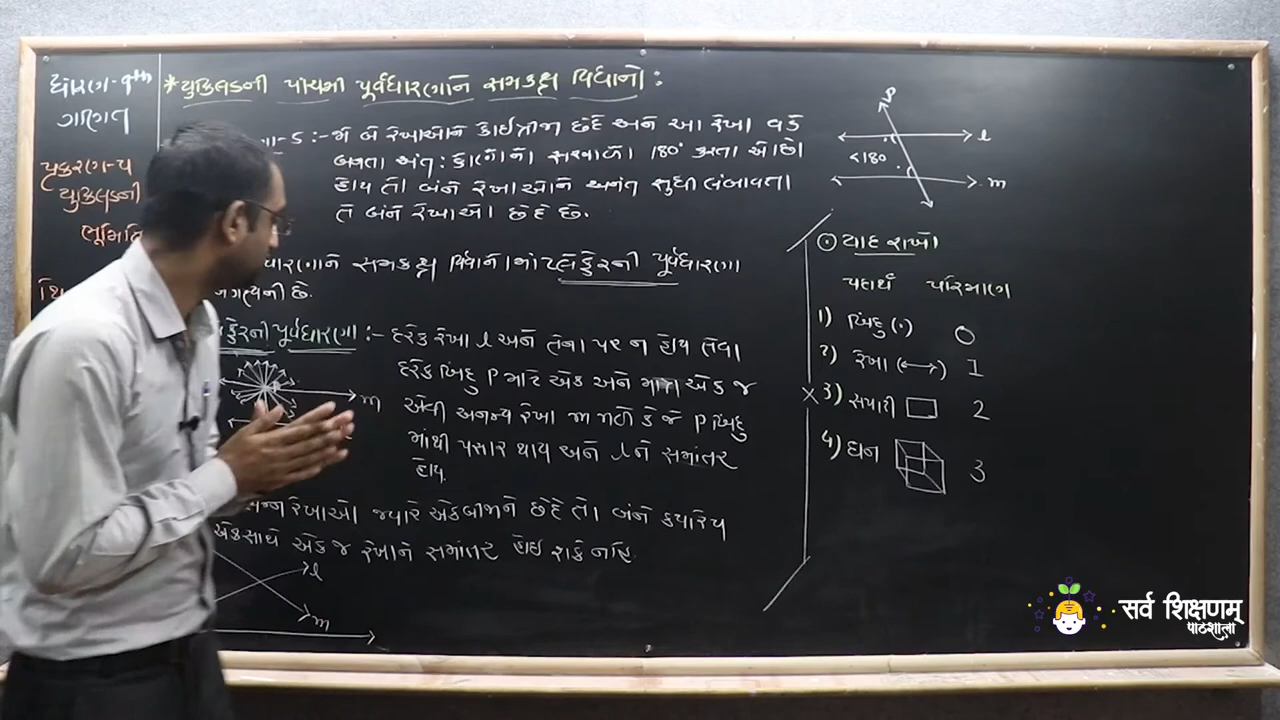 ધોરણ-9th
ગણિત
પ્રકરણ-૫
યુક્લિડની
ભૂમિતિ
*યુક્લિડની પાંચમી પૂર્વધારણાને સમકક્ષ વિધાનો:
-5:- જો બે રેખાઓને કોઈ ત્રીજી છેદે અને આ રેખા વડે
બનતા અંત:કોણોનો સરવાળો 180° કરતા ઓછો
હોય તો બંને રેખાઓને અનંત સુધી લંબાવતા
તે બંને રેખાઓ છેદે છે.
ધારણાને સમકક્ષ વિધાનોમાં પ્લેફેરની પૂર્વધારણા
અગત્યની છે.
ફેરની પૂર્વધારણા:- દરેક રેખા l અને તેના પર ન હોય તેવા
દરેક બિંદુ P માટે એક અને માત્ર એક જ
એવી અનન્ય રેખા m મળે કે જે P બિંદુ
માંથી પસાર થાય અને l ને સમાંતર
હોય.
m
રેખાઓ જ્યારે એકબીજાને છેદે તો બંને ક્યારેય
એકસાથે એક જ રેખાને સમાંતર હોઈ શકે નહિ.
l
m
l
<180
m
⊙ યાદ રાખો
પદાર્થ પરિમાણ
1) બિંદુ (.) 0
2) રેખા (↔) 1
3) સપાટી 2
4) ઘન 3
सर्व शिक्षणम्
पाठशाला